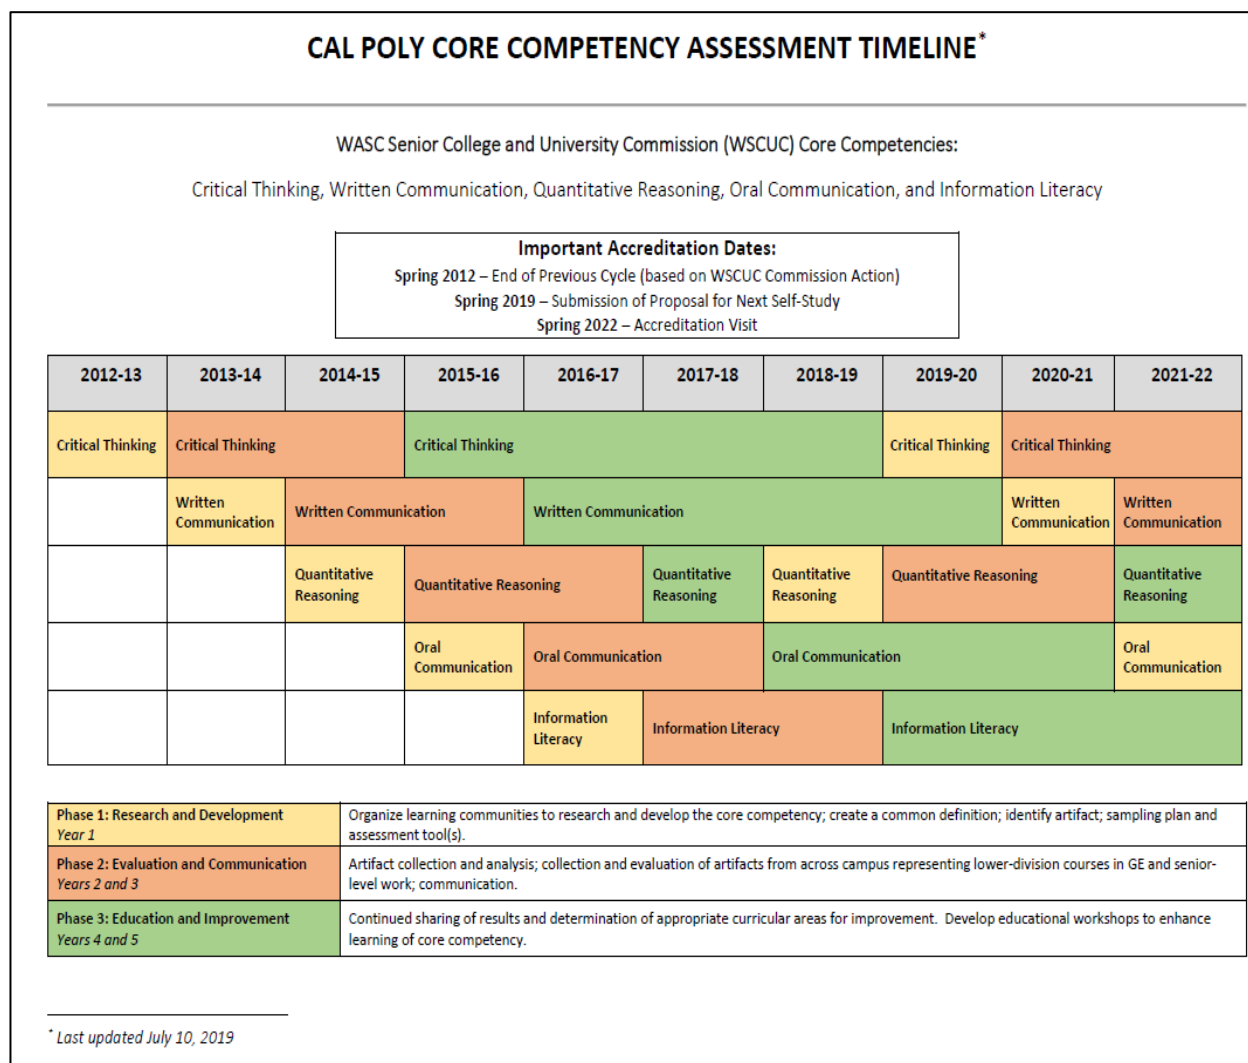 CAL POLY CORE COMPETENCY ASSESSMENT TIMELINE*
WASC Senior College and University Commission (WSCUC) Core Competencies:
Critical Thinking, Written Communication, Quantitative Reasoning, Oral Communication, and Information Literacy
Important Accreditation Dates:
Spring 2012 – End of Previous Cycle (based on WSCUC Commission Action)
Spring 2019 – Submission of Proposal for Next Self-Study
Spring 2022 – Accreditation Visit
2012-13 2013-14 2014-15 2015-16 2016-17 2017-18 2018-19 2019-20 2020-21 2021-22
Critical Thinking Critical Thinking Critical Thinking Critical Thinking Critical Thinking
Written Communication Written Communication Written Communication Written Communication Written Communication
Quantitative Reasoning Quantitative Reasoning Quantitative Reasoning Quantitative Reasoning Quantitative Reasoning Quantitative Reasoning
Oral Communication Oral Communication Oral Communication Oral Communication
Information Literacy Information Literacy Information Literacy
Phase 1: Research and Development
Year 1
Organize learning communities to research and develop the core competency; create a common definition; identify artifact; sampling plan and
assessment tool(s).
Phase 2: Evaluation and Communication
Years 2 and 3
Artifact collection and analysis; collection and evaluation of artifacts from across campus representing lower-division courses in GE and senior-
level work; communication.
Phase 3: Education and Improvement
Years 4 and 5
Continued sharing of results and determination of appropriate curricular areas for improvement. Develop educational workshops to enhance
learning of core competency.
* Last updated July 10, 2019